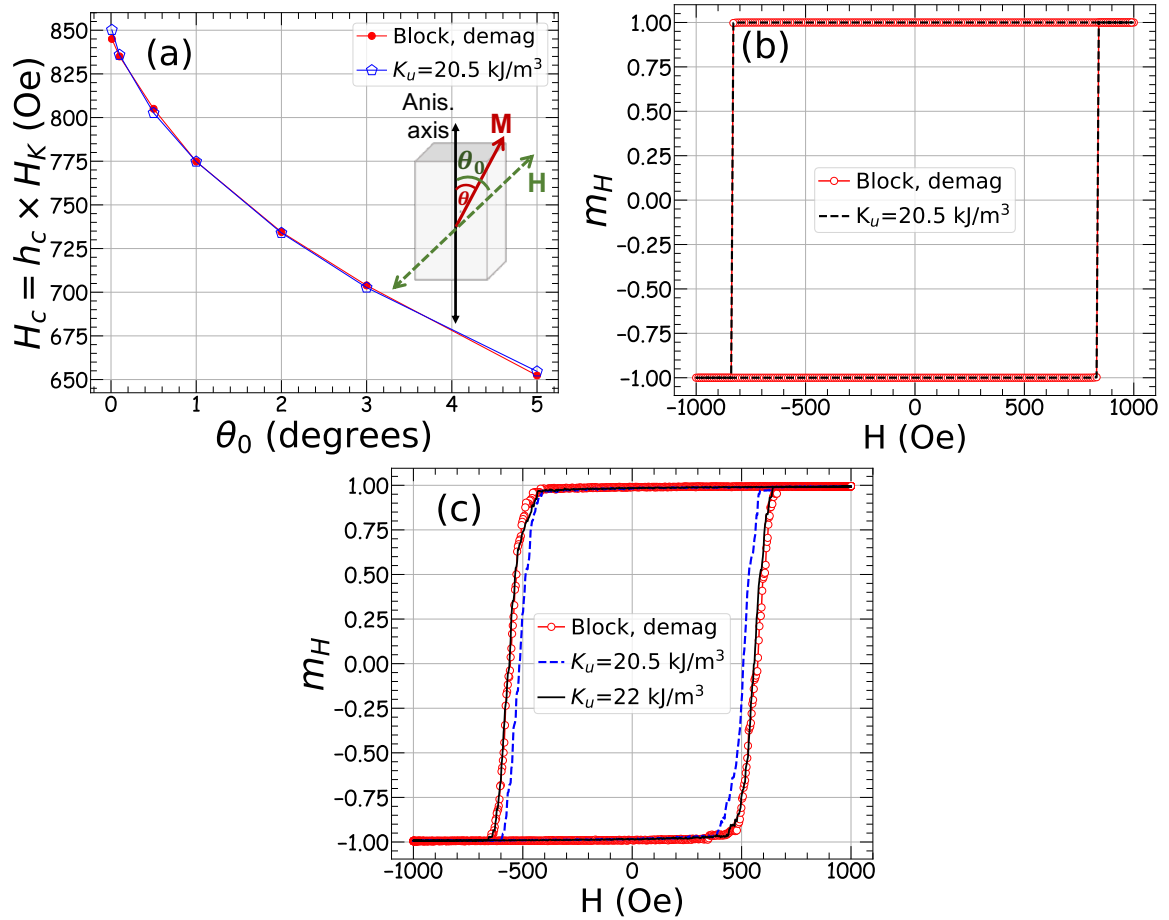 (a)
H_c = h_c × H_K (Oe)
850
825
800
775
750
725
700
675
650
Block, demag
K_u=20.5 kJ/m³
Anis.
axis
M
θ₀
θ
H
0
1
2
3
4
5
θ₀ (degrees)
(b)
m_H
1.00
0.75
0.50
0.25
0.00
−0.25
−0.50
−0.75
−1.00
Block, demag
K_u=20.5 kJ/m³
−1000
−500
0
500
1000
H (Oe)
(c)
m_H
1.00
0.75
0.50
0.25
0.00
−0.25
−0.50
−0.75
−1.00
Block, demag
K_u=20.5 kJ/m³
K_u=22 kJ/m³
−1000
−500
0
500
1000
H (Oe)